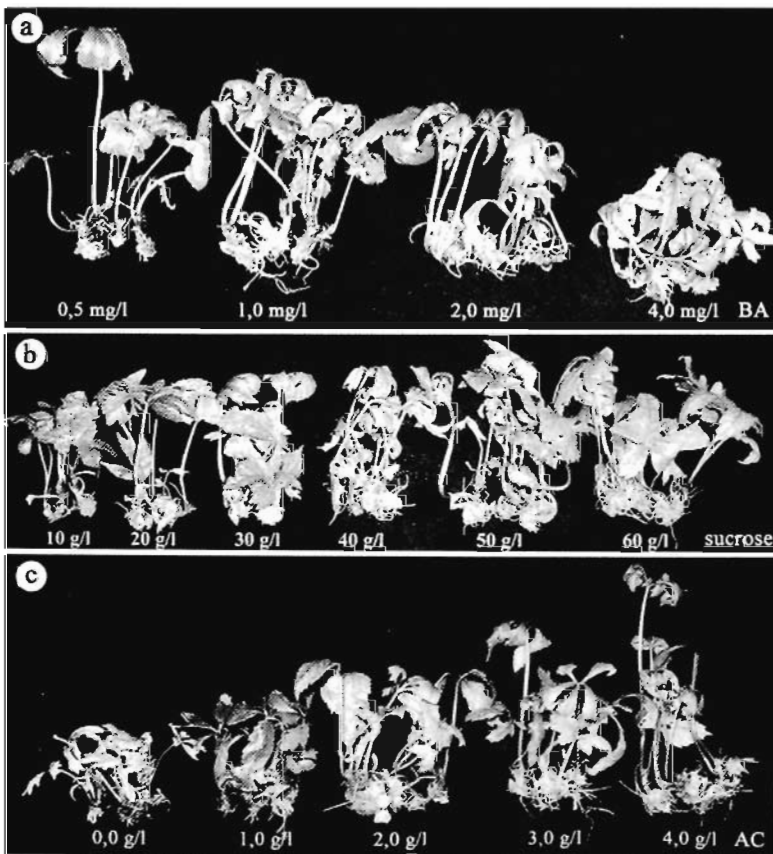 a
0,5 mg/l 1,0 mg/l 2,0 mg/l 4,0 mg/l BA
b
10 g/l 20 g/l 30 g/l 40 g/l 50 g/l 60 g/l sucrose
c
0,0 g/l 1,0 g/l 2,0 g/l 3,0 g/l 4,0 g/l AC